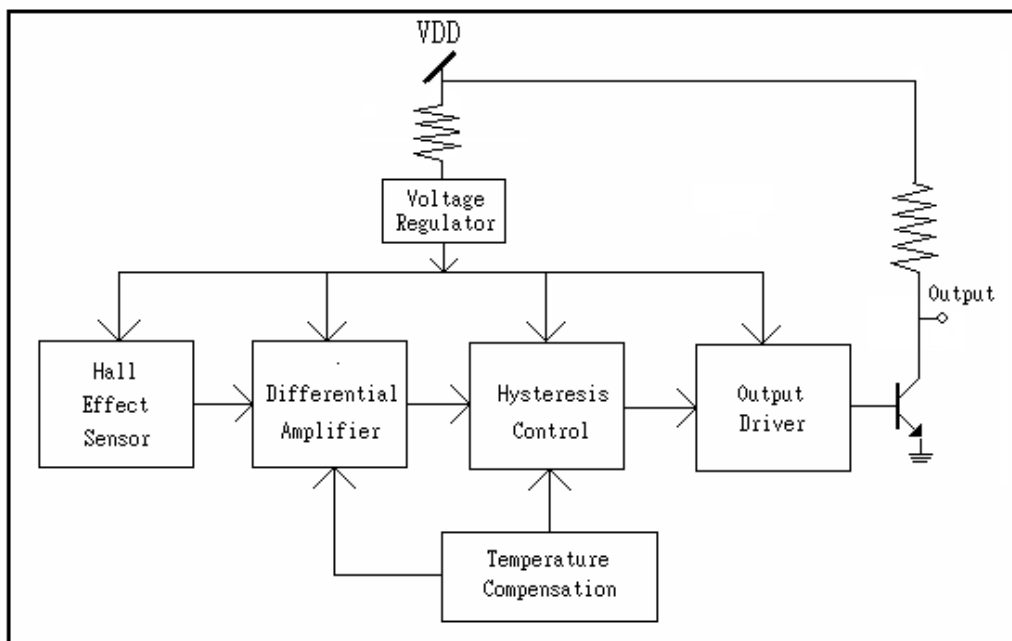 VDD
Voltage
Regulator
Output
Hall
Effect
Sensor
Differential
Amplifier
Hysteresis
Control
Output
Driver
Temperature
Compensation